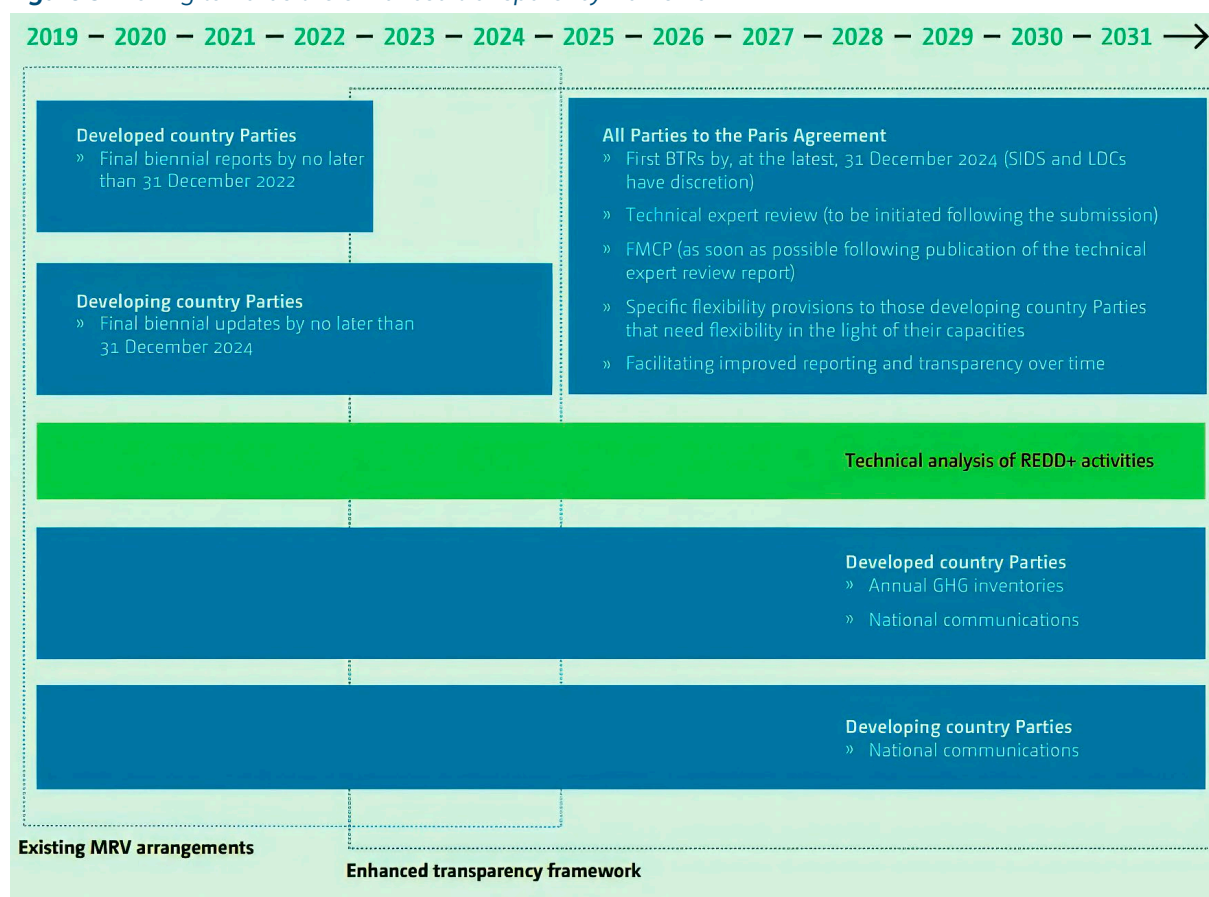 2019 – 2020 – 2021 – 2022 – 2023 – 2024 – 2025 – 2026 – 2027 – 2028 – 2029 – 2030 – 2031
Developed country Parties
» Final biennial reports by no later
than 31 December 2022
Developing country Parties
» Final biennial updates by no later than
31 December 2024
All Parties to the Paris Agreement
» First BTRs by, at the latest, 31 December 2024 (SIDS and LDCs
have discretion)
» Technical expert review (to be initiated following the submission)
» FMCP (as soon as possible following publication of the technical
expert review report)
» Specific flexibility provisions to those developing country Parties
that need flexibility in the light of their capacities
» Facilitating improved reporting and transparency over time
Technical analysis of REDD+ activities
Developed country Parties
» Annual GHG inventories
» National communications
Developing country Parties
» National communications
Existing MRV arrangements
Enhanced transparency framework